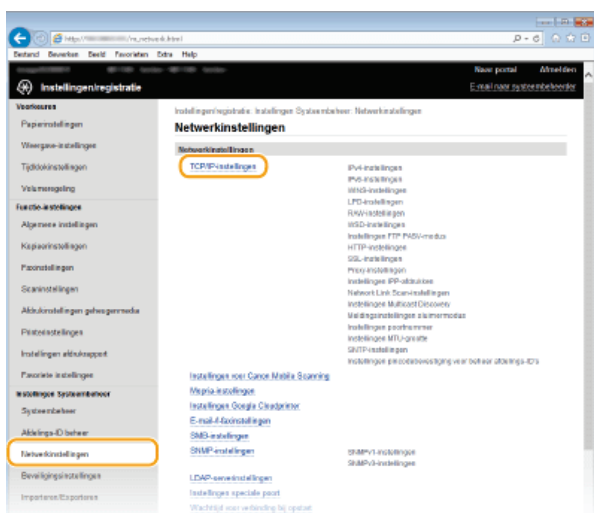 http://
/rs_network.html
Bestand Bewerken Beeld Favorieten Extra Help
Naar portal Afmelden
Instellingen/registratie
E-mail naar systeembeheerder
Voorkeuren
Papierinstellingen
Weergave-instellingen
Tijdklokinstellingen
Volumeregeling
Functie-instellingen
Algemene instellingen
Kopieerinstellingen
Faxinstellingen
Scaninstellingen
Afdrukinstellingen geheugenmedia
Printerinstellingen
Instellingen afdrukrapport
Favoriete instellingen
Instellingen Systeembeheer
Systeembeheer
Afdelings-ID beheer
Netwerkinstellingen
Beveiligingsinstellingen
Importeren/Exporteren
Instellingen/registratie: Instellingen Systeembeheer: Netwerkinstellingen
Netwerkinstellingen
Netwerkinstellingen
TCP/IP-instellingen
IPv4-instellingen
IPv6-instellingen
WINS-instellingen
LPD-instellingen
RAW-instellingen
WSD-instellingen
Instellingen FTP PASV-modus
HTTP-instellingen
SSL-instellingen
Proxy-instellingen
Instellingen IPP-afdrukken
Network Link Scan-instellingen
Instellingen Multicast Discovery
Meldingsinstellingen sluimermodus
Instellingen poortnummer
Instellingen MTU-grootte
SNTP-instellingen
Instellingen pincodebevestiging voor beheer afdelings-ID's
Instellingen voor Canon Mobile Scanning
Mopria-instellingen
Instellingen Google Cloudprinter
E-mail-/I-faxinstellingen
SMB-instellingen
SNMP-instellingen
SNMPv1-instellingen
SNMPv3-instellingen
LDAP-serverinstellingen
Instellingen speciale poort
Wachttijd voor verbinding bij opstart